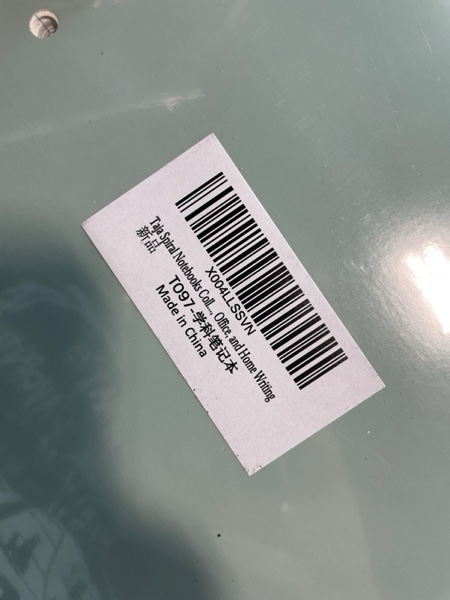 X004LLSSVN
Taja Spiral Notebooks Coll..., Office, and Home Writing
新品
T097-学科笔记本
Made in China